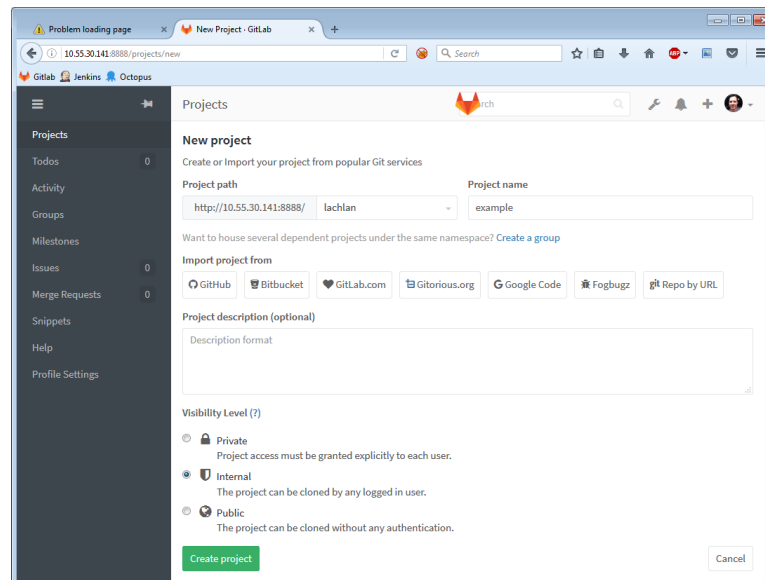 Problem loading page
New Project · GitLab
10.55.30.141:8888/projects/new
Search
ABP
Gitlab Jenkins Octopus
Projects
rch
Projects
Todos 0
Activity
Groups
Milestones
Issues 0
Merge Requests 0
Snippets
Help
Profile Settings
New project
Create or Import your project from popular Git services
Project path Project name
http://10.55.30.141:8888/ lachlan example
Want to house several dependent projects under the same namespace? Create a group
Import project from
GitHub Bitbucket GitLab.com Gitorious.org Google Code Fogbugz git Repo by URL
Project description (optional)
Description format
Visibility Level (?)
Private
Project access must be granted explicitly to each user.
Internal
The project can be cloned by any logged in user.
Public
The project can be cloned without any authentication.
Create project Cancel